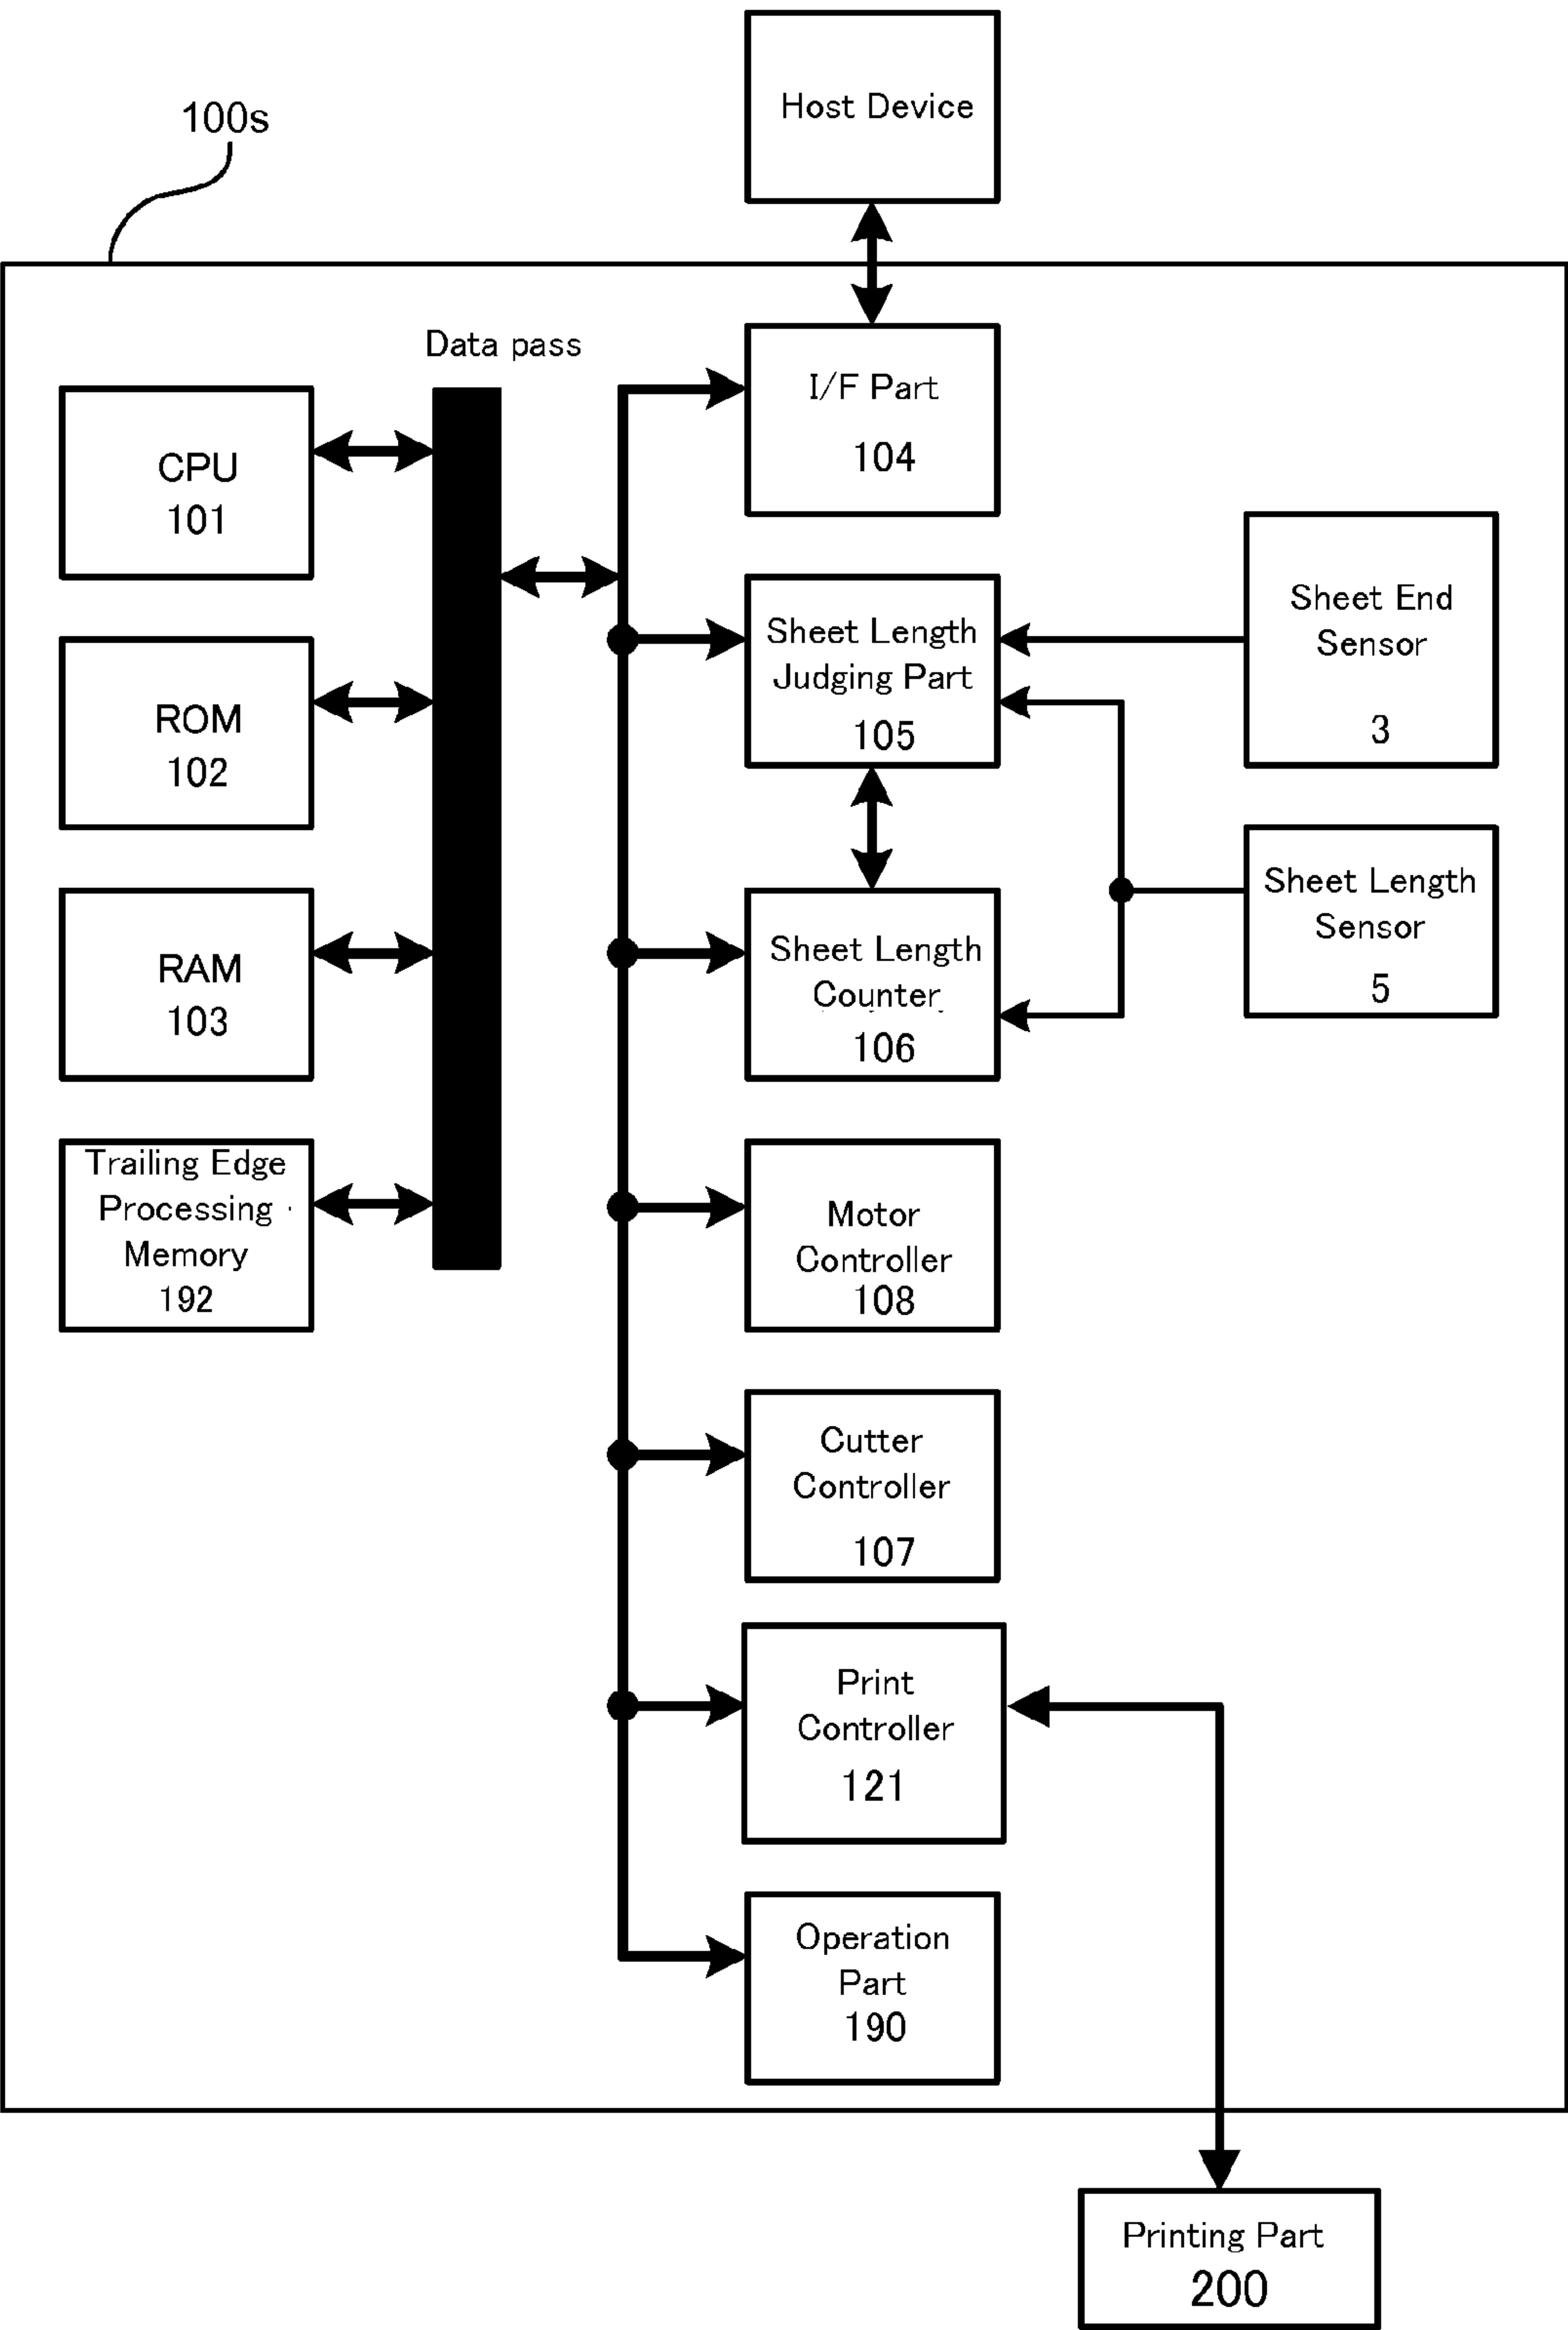 Host Device
100s
Data pass
I/F Part
104
CPU
101
Sheet End
Sensor
3
Sheet Length
Judging Part
105
ROM
102
Sheet Length
Sensor
5
Sheet Length
Counter
106
RAM
103
Trailing Edge
Processing
Memory
192
Motor
Controller
108
Cutter
Controller
107
Print
Controller
121
Operation
Part
190
Printing Part
200